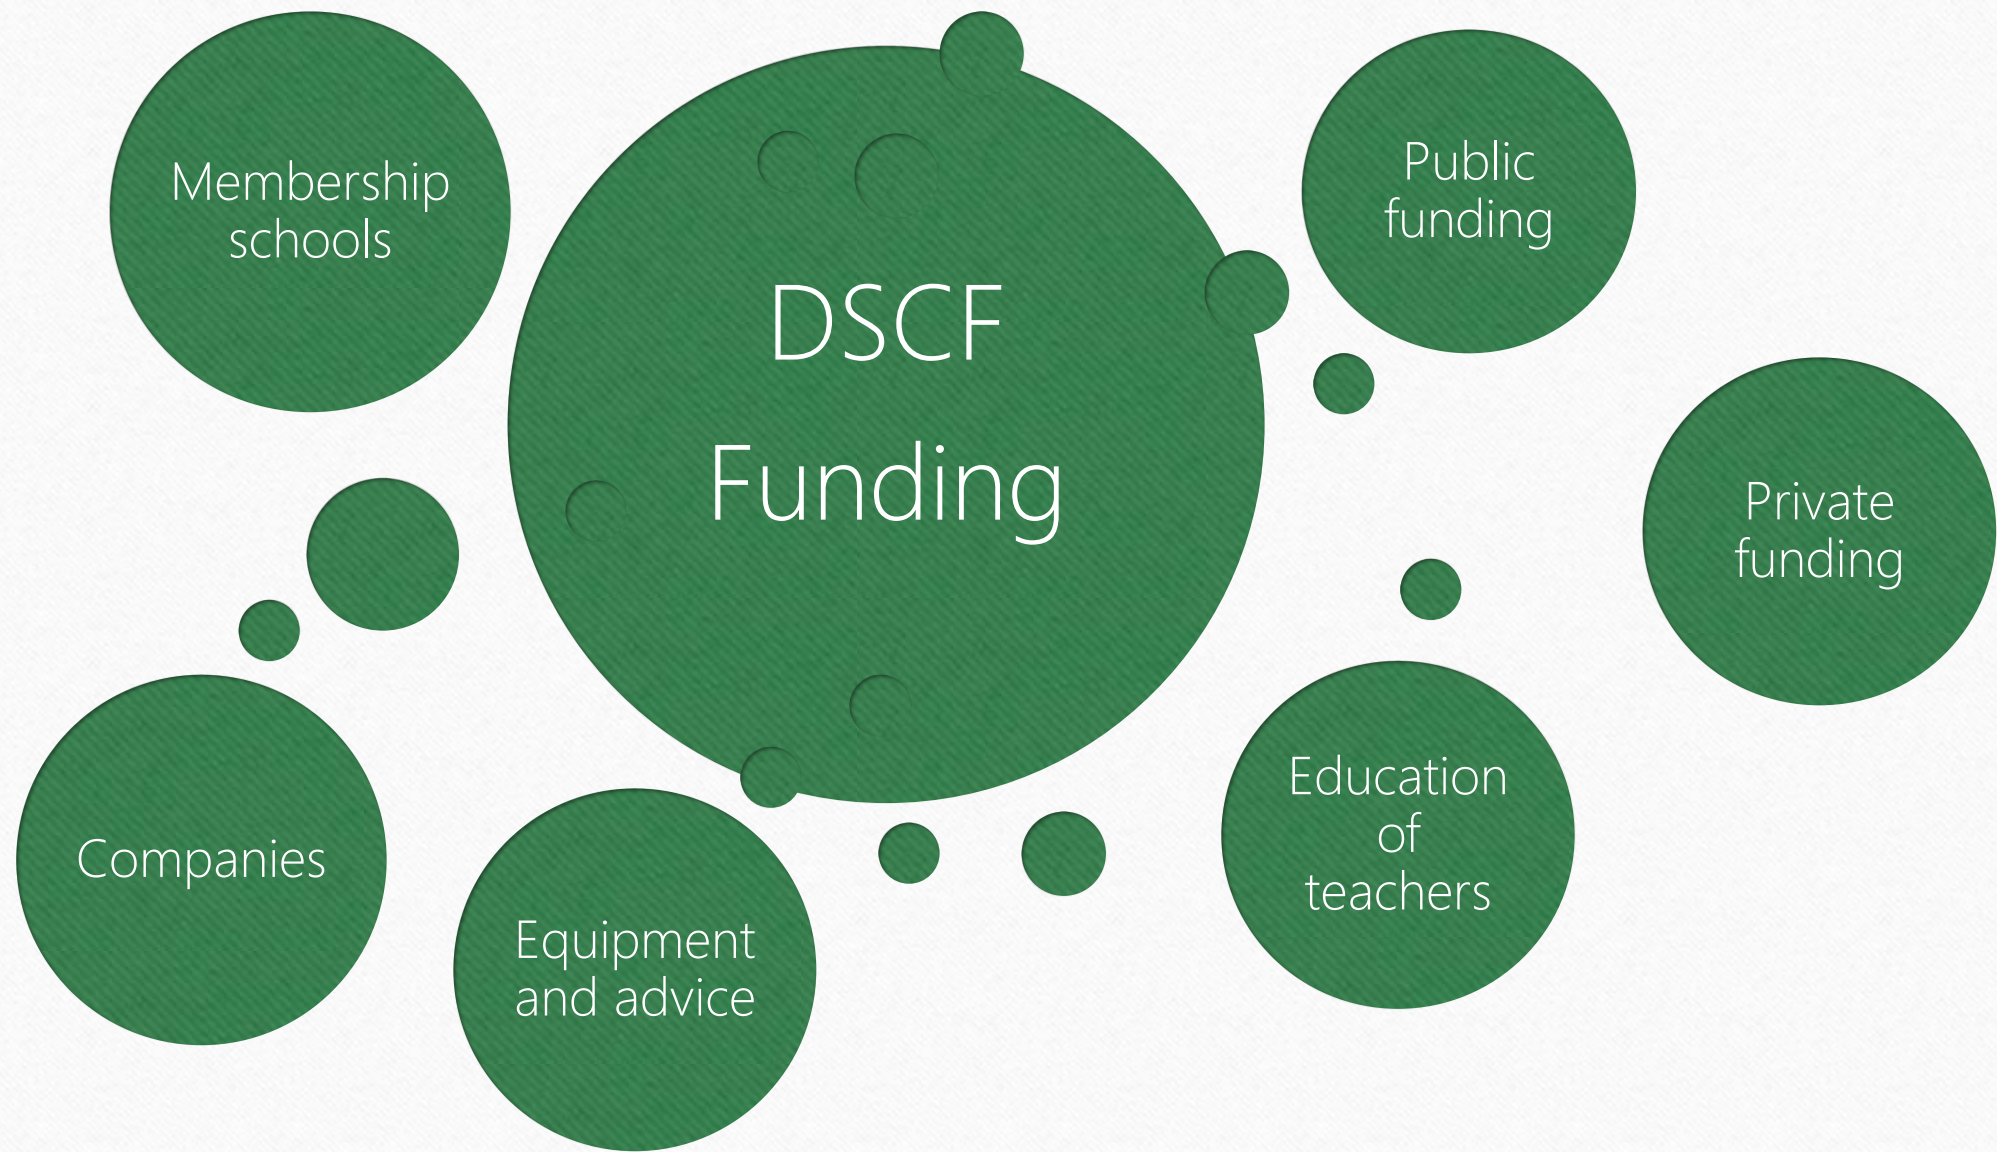 Membership
schools
DSCF
Funding
Public
funding
Private
funding
Companies
Equipment
and advice
Education
of
teachers